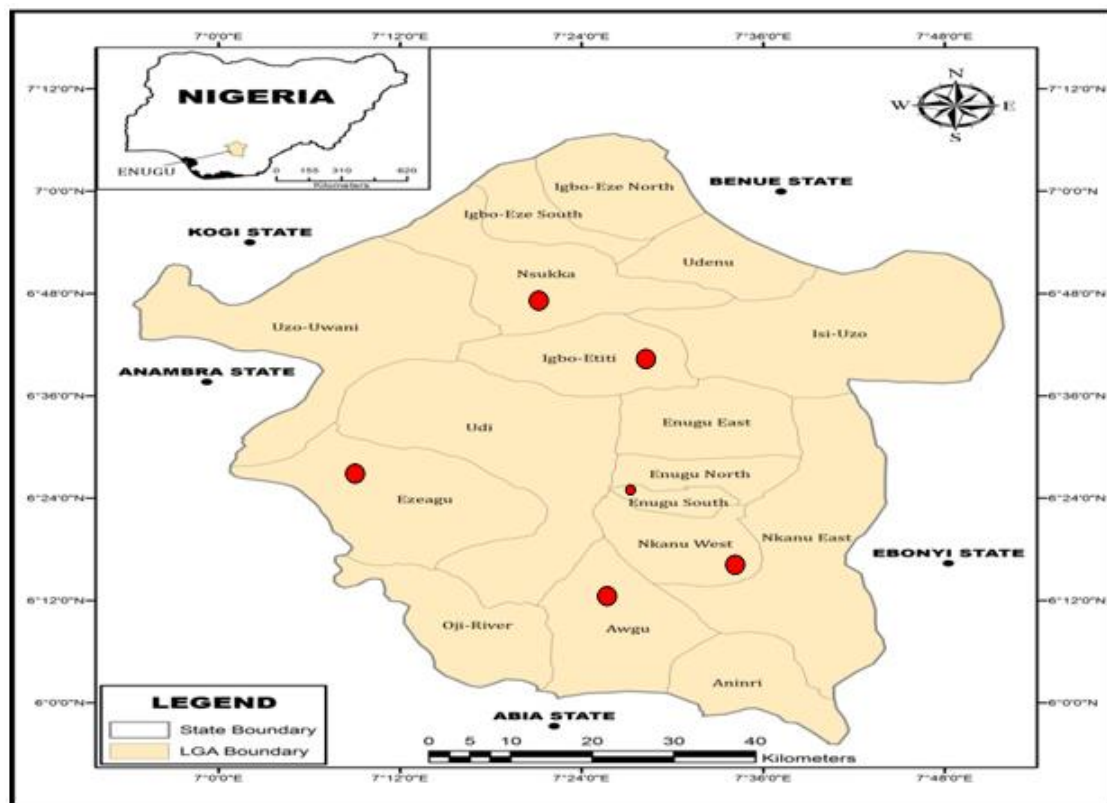 7°0'0"E
7°12'0"E
7°24'0"E
7°36'0"E
7°48'0"E
7°12'0"N
7°12'0"N
NIGERIA
ENUGU
0 155 310 620
Kilometers
N
W
E
S
7°0'0"N
7°0'0"N
Igbo-Eze North
BENUE STATE
Igbo-Eze South
KOGI STATE
Udenu
Nsukka
6°48'0"N
6°48'0"N
Uzo-Uwani
Isi-Uzo
Igbo-Etiti
ANAMBRA STATE
6°36'0"N
6°36'0"N
Udi
Enugu East
Enugu North
6°24'0"N
6°24'0"N
Ezeagu
Enugu South
Nkanu West
Nkanu East
EBONYI STATE
6°12'0"N
6°12'0"N
Oji-River
Awgu
Aninri
6°0'0"N
6°0'0"N
LEGEND
State Boundary
LGA Boundary
ABIA STATE
0 5 10 20 30 40
Kilometers
7°0'0"E
7°12'0"E
7°24'0"E
7°36'0"E
7°48'0"E